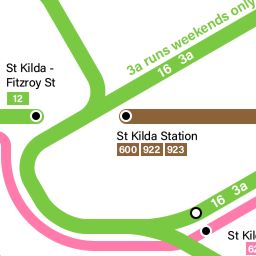 3a runs weekends only
16 3a
St Kilda -
Fitzroy St
12
St Kilda Station
600 922 923
16 3a
St Kil